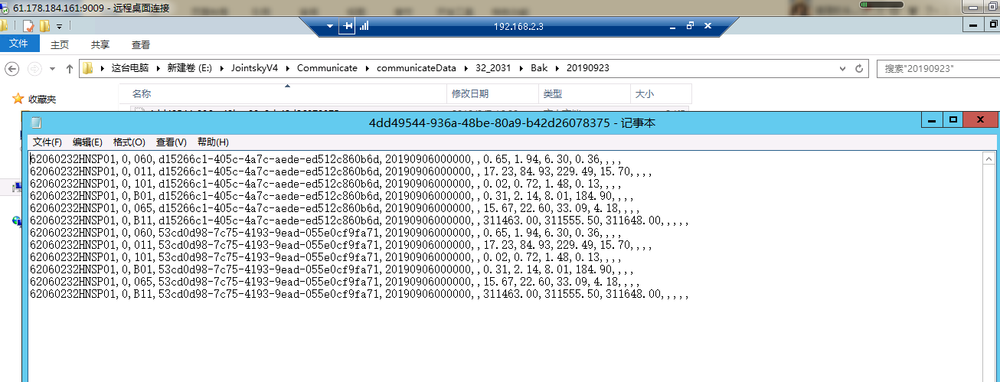 61.178.184.161:9009 - 远程桌面连接
192.168.2.3
文件 主页 共享 查看
这台电脑 新建卷 (E:) JointskyV4 Communicate communicateData 32_2031 Bak 20190923
搜索"20190923"
收藏夹
名称 修改日期 类型 大小
4dd49544-936a-48be-80a9-b42d26078375 - 记事本
文件(F) 编辑(E) 格式(O) 查看(V) 帮助(H)
62060232HNSP01,0,060,d15266c1-405c-4a7c-aede-ed512c860b6d,20190906000000,,0.65,1.94,6.30,0.36,,,,
62060232HNSP01,0,011,d15266c1-405c-4a7c-aede-ed512c860b6d,20190906000000,,17.23,84.93,229.49,15.70,,,,
62060232HNSP01,0,101,d15266c1-405c-4a7c-aede-ed512c860b6d,20190906000000,,0.02,0.72,1.48,0.13,,,,
62060232HNSP01,0,B01,d15266c1-405c-4a7c-aede-ed512c860b6d,20190906000000,,0.31,2.14,8.01,184.90,,,,
62060232HNSP01,0,065,d15266c1-405c-4a7c-aede-ed512c860b6d,20190906000000,,15.67,22.60,33.09,4.18,,,,
62060232HNSP01,0,B11,d15266c1-405c-4a7c-aede-ed512c860b6d,20190906000000,,311463.00,311555.50,311648.00,,,,,
62060232HNSP01,0,060,53cd0d98-7c75-4193-9ead-055e0cf9fa71,20190906000000,,0.65,1.94,6.30,0.36,,,,
62060232HNSP01,0,011,53cd0d98-7c75-4193-9ead-055e0cf9fa71,20190906000000,,17.23,84.93,229.49,15.70,,,,
62060232HNSP01,0,101,53cd0d98-7c75-4193-9ead-055e0cf9fa71,20190906000000,,0.02,0.72,1.48,0.13,,,,
62060232HNSP01,0,B01,53cd0d98-7c75-4193-9ead-055e0cf9fa71,20190906000000,,0.31,2.14,8.01,184.90,,,,
62060232HNSP01,0,065,53cd0d98-7c75-4193-9ead-055e0cf9fa71,20190906000000,,15.67,22.60,33.09,4.18,,,,
62060232HNSP01,0,B11,53cd0d98-7c75-4193-9ead-055e0cf9fa71,20190906000000,,311463.00,311555.50,311648.00,,,,,